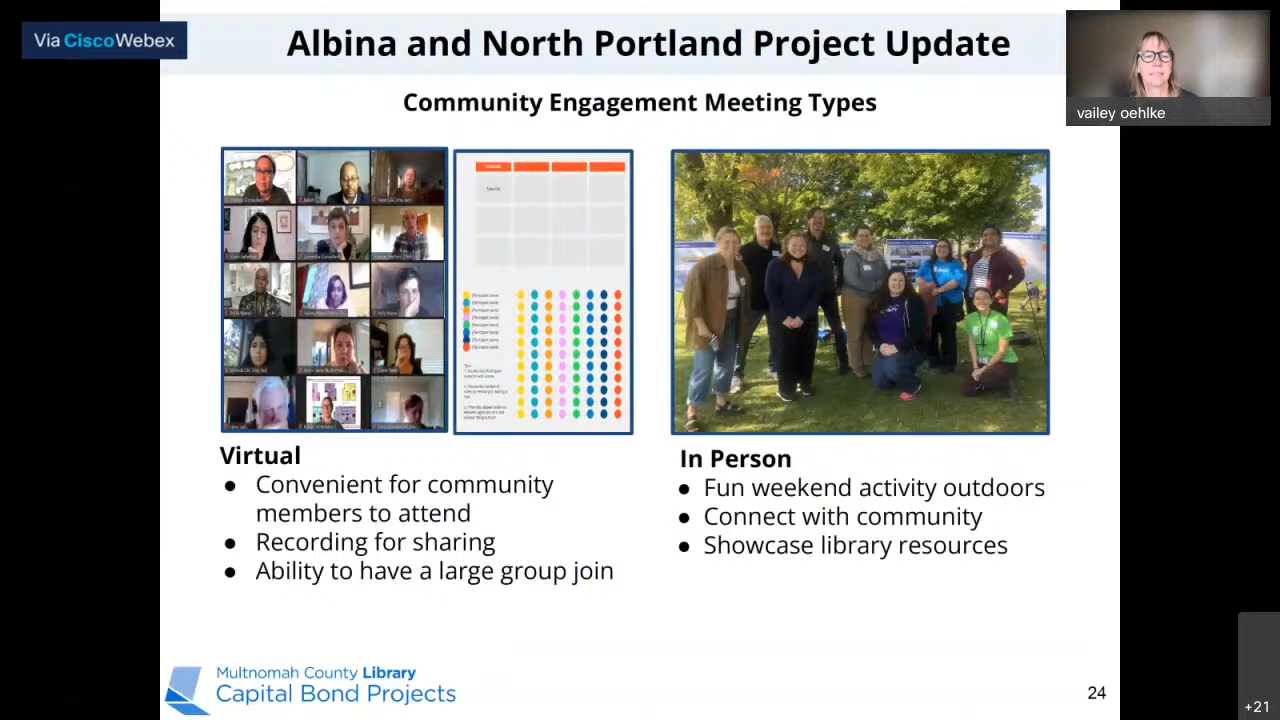 Via Cisco Webex
Albina and North Portland Project Update
Community Engagement Meeting Types
vailey oehlke
Virtual
● Convenient for community
members to attend
● Recording for sharing
● Ability to have a large group join
In Person
● Fun weekend activity outdoors
● Connect with community
● Showcase library resources
Multnomah County Library
Capital Bond Projects
24
+21